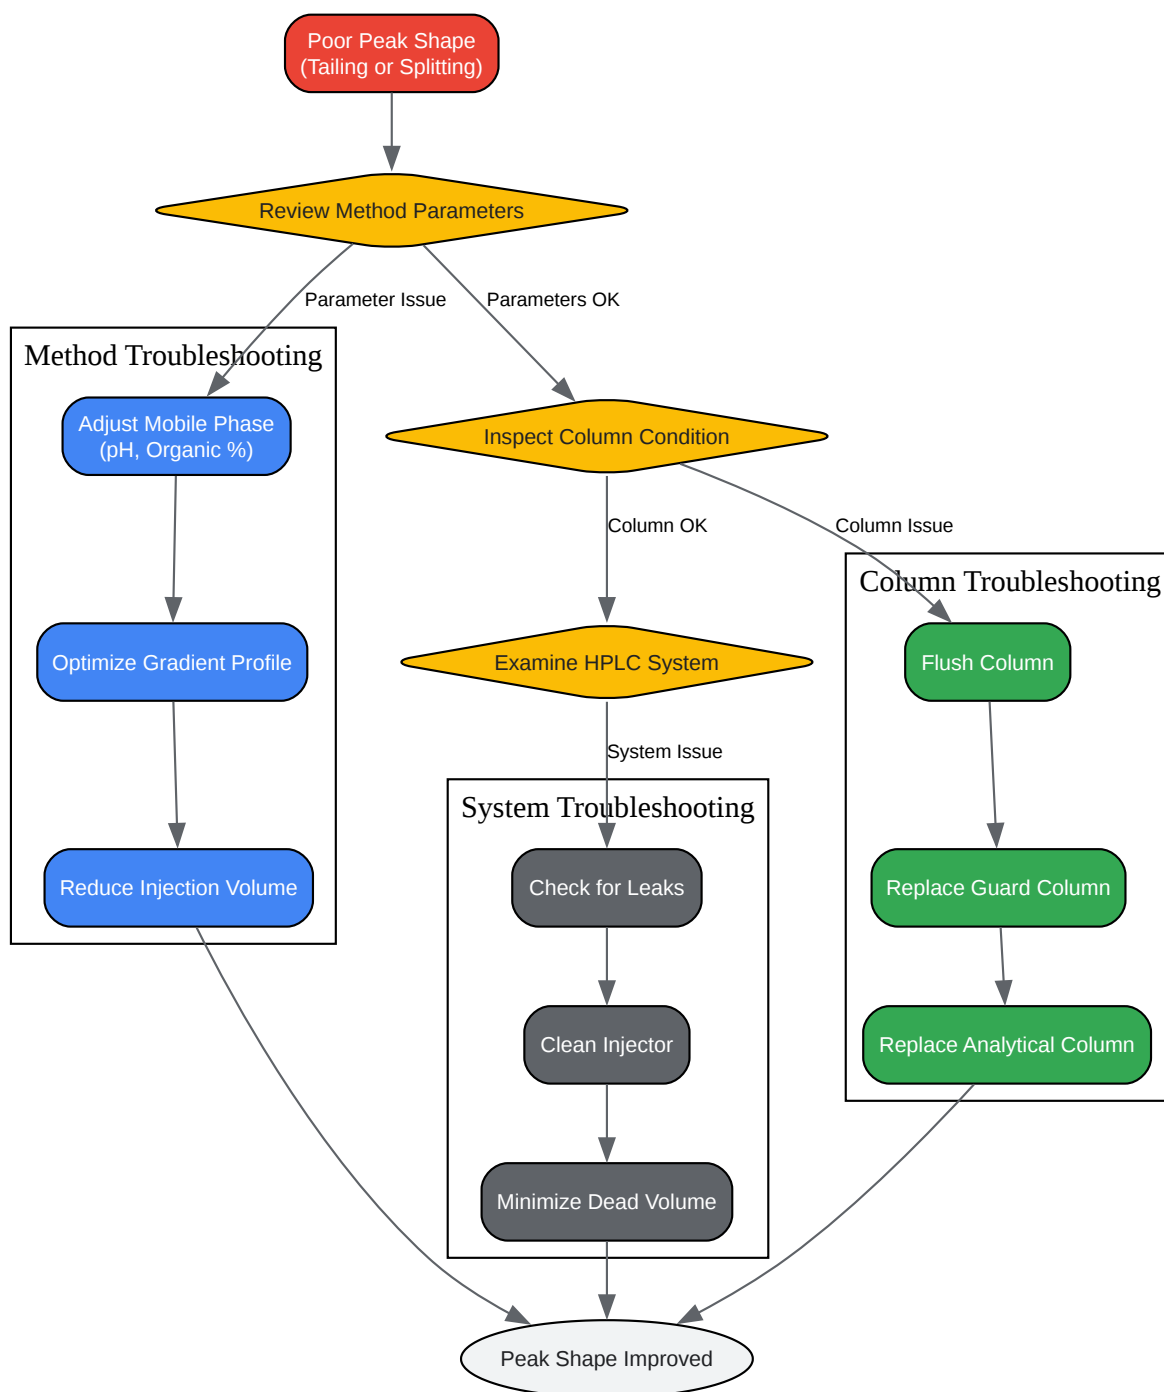 Poor Peak Shape
(Tailing or Splitting)
Review Method Parameters
Parameter Issue
Parameters OK
Method Troubleshooting
Adjust Mobile Phase
(pH, Organic %)
Inspect Column Condition
Column OK
Column Issue
Column Troubleshooting
Optimize Gradient Profile
Examine HPLC System
Flush Column
System Issue
System Troubleshooting
Reduce Injection Volume
Check for Leaks
Replace Guard Column
Clean Injector
Replace Analytical Column
Minimize Dead Volume
Peak Shape Improved